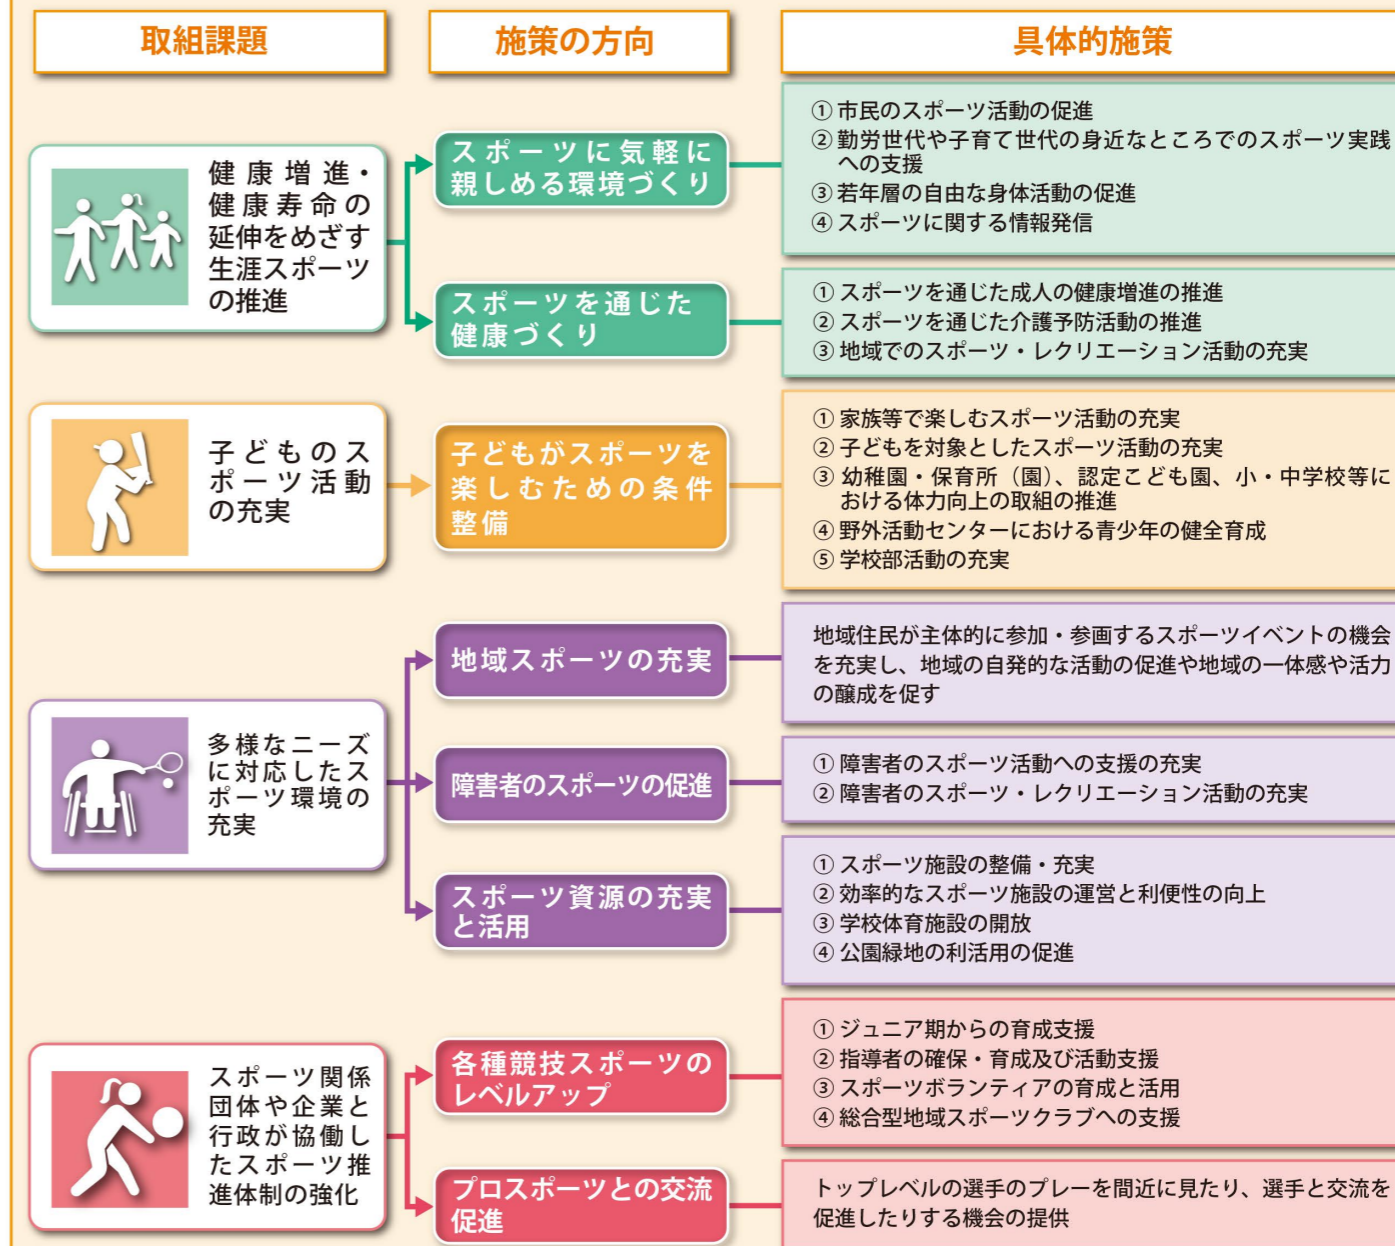 取組課題
施策の方向
具体的施策
健康増進・
健康寿命の
延伸をめざす
生涯スポーツ
の推進
スポーツに気軽に
親しめる環境づくり
① 市民のスポーツ活動の促進
② 勤労世代や子育て世代の身近なところでのスポーツ実践
への支援
③ 若年層の自由な身体活動の促進
④ スポーツに関する情報発信
スポーツを通じた
健康づくり
① スポーツを通じた成人の健康増進の推進
② スポーツを通じた介護予防活動の推進
③ 地域でのスポーツ・レクリエーション活動の充実
子どものス
ポーツ活動
の充実
子どもがスポーツを
楽しむための条件
整備
① 家族等で楽しむスポーツ活動の充実
② 子どもを対象としたスポーツ活動の充実
③ 幼稚園・保育所（園）、認定こども園、小・中学校等に
おける体力向上の取組の推進
④ 野外活動センターにおける青少年の健全育成
⑤ 学校部活動の充実
多様なニーズ
に対応したス
ポーツ環境の
充実
地域スポーツの充実
地域住民が主体的に参加・参画するスポーツイベントの機会
を充実し、地域の自発的な活動の促進や地域の一体感や活力
の醸成を促す
障害者のスポーツの促進
① 障害者のスポーツ活動への支援の充実
② 障害者のスポーツ・レクリエーション活動の充実
スポーツ資源の充実
と活用
① スポーツ施設の整備・充実
② 効率的なスポーツ施設の運営と利便性の向上
③ 学校体育施設の開放
④ 公園緑地の利活用の促進
スポーツ関係
団体や企業と
行政が協働し
たスポーツ推
進体制の強化
各種競技スポーツの
レベルアップ
① ジュニア期からの育成支援
② 指導者の確保・育成及び活動支援
③ スポーツボランティアの育成と活用
④ 総合型地域スポーツクラブへの支援
プロスポーツとの交流
促進
トップレベルの選手のプレーを間近に見たり、選手と交流を
促進したりする機会の提供